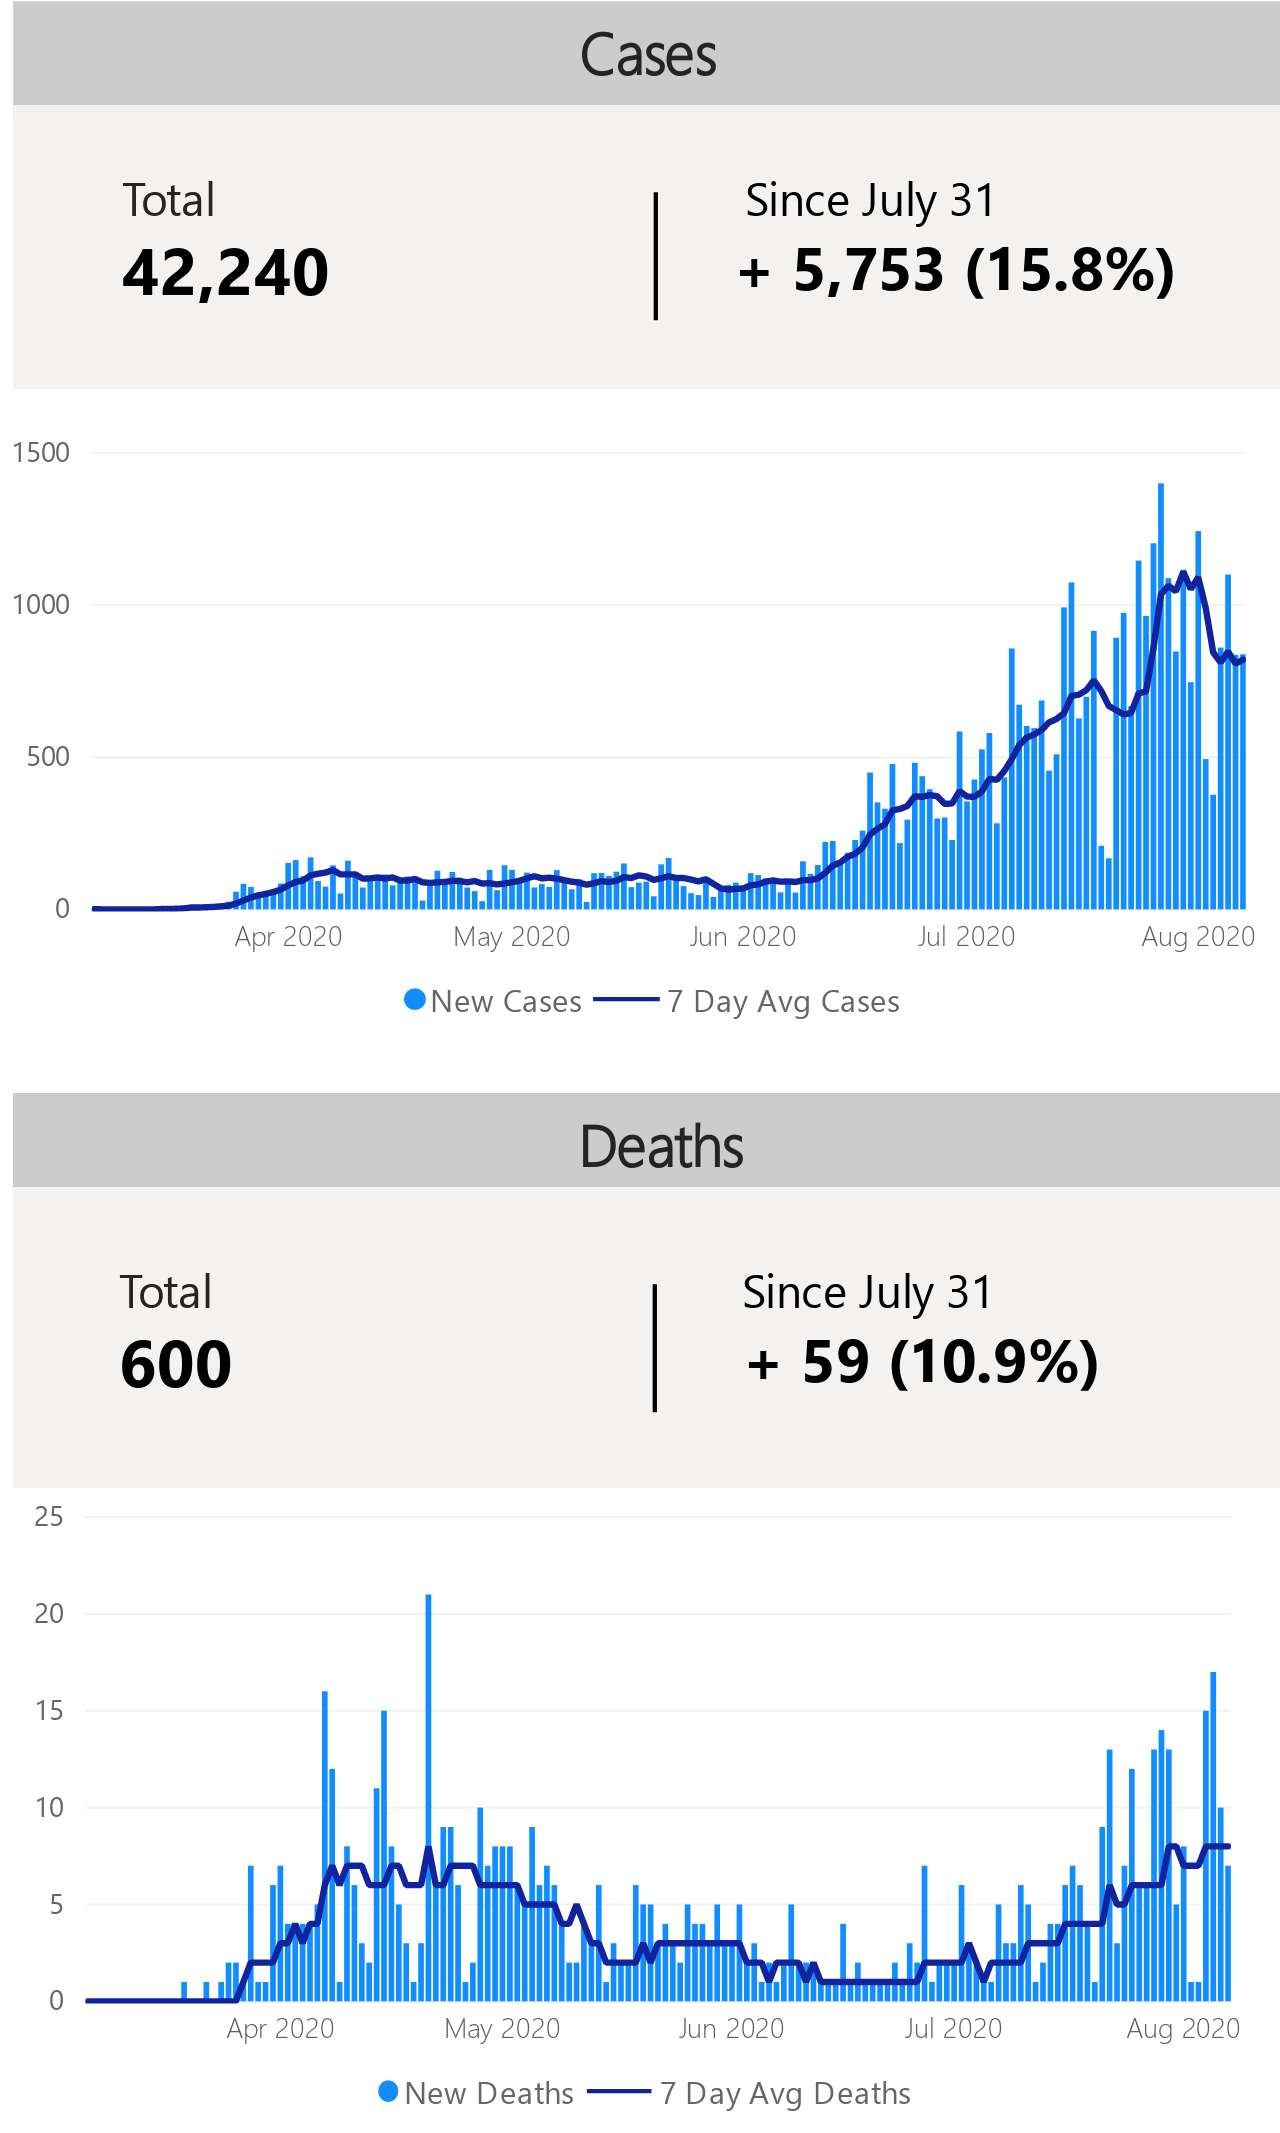 Cases
Total
Since July 31
42,240
+ 5,753 (15.8%)
1500
1000
500
0
Apr 2020
May 2020
Jun 2020
Jul 2020
Aug 2020
New Cases
7 Day Avg Cases
Deaths
Total
Since July 31
600
+ 59 (10.9%)
25
20
15
10
5
0
Apr 2020
May 2020
Jun 2020
Jul 2020
Aug 2020
New Deaths
7 Day Avg Deaths